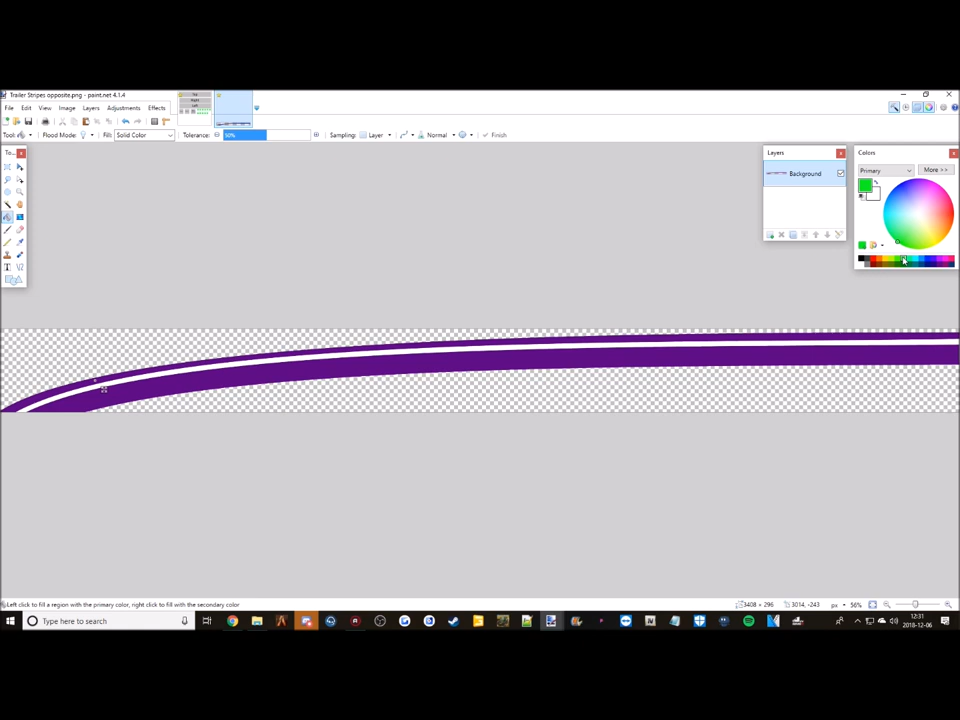 Trailer Stripes opposite.png - paint.net 4.1.4
File Edit View Image Layers Adjustments Effects
Tool: Flood Mode: Fill: Solid Color Tolerance: 50% Sampling: Layer Normal Finish
To...
Layers
Background
Colors
Primary
More >>
Left click to fill a region with the primary color, right click to fill with the secondary color
3408 × 296
3014, -243
px
56%
Type here to search
12:31
2018-12-06